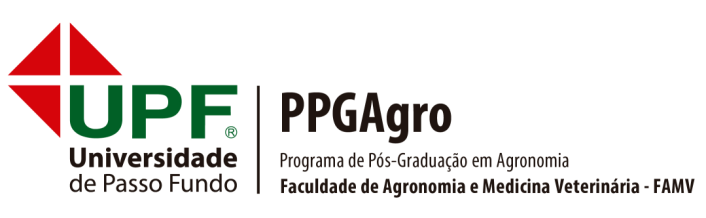 UPF®
Universidade
de Passo Fundo
PPGAgro
Programa de Pós-Graduação em Agronomia
Faculdade de Agronomia e Medicina Veterinária - FAMV